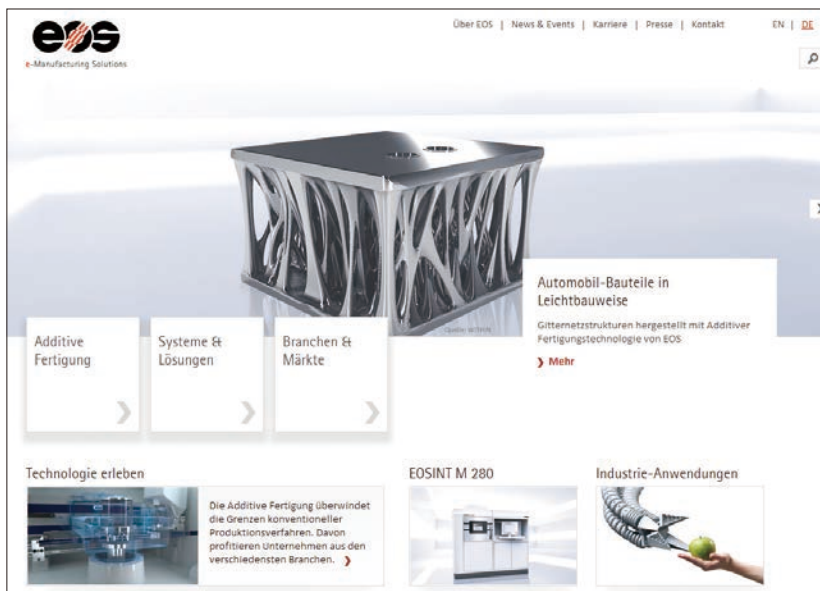 eos
e-Manufacturing Solutions
Über EOS | News & Events | Karriere | Presse | Kontakt
EN | DE
Automobil-Bauteile in
Leichtbauweise
Gitternetzstrukturen hergestellt mit Additiver
Fertigungstechnologie von EOS
Mehr
Additive
Fertigung
Systeme &
Lösungen
Branchen &
Märkte
Technologie erleben
Die Additive Fertigung überwindet
die Grenzen konventioneller
Produktionsverfahren. Davon
profitieren Unternehmen aus den
verschiedensten Branchen.
EOSINT M 280
Industrie-Anwendungen